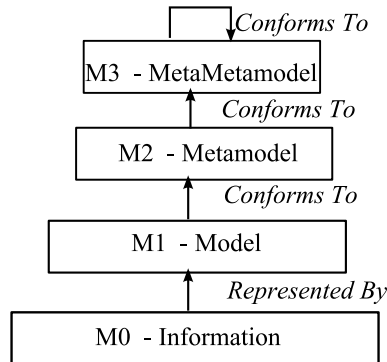 Conforms To
M3 - MetaMetamodel
Conforms To
M2 - Metamodel
Conforms To
M1 - Model
Represented By
M0 - Information